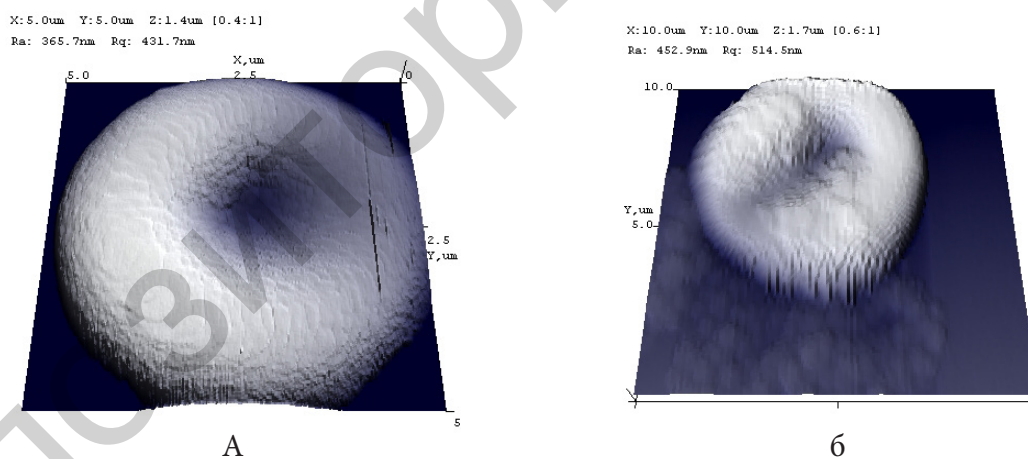 X:5.0um Y:5.0um Z:1.4um [0.4:1]
Ra: 365.7nm Rq: 431.7nm
X,um
5.0
2.5
0
2.5
Y,um
5
А
X:10.0um Y:10.0um Z:1.7um [0.6:1]
Ra: 452.9nm Rq: 514.5nm
10.0
Y,um
5.0
б